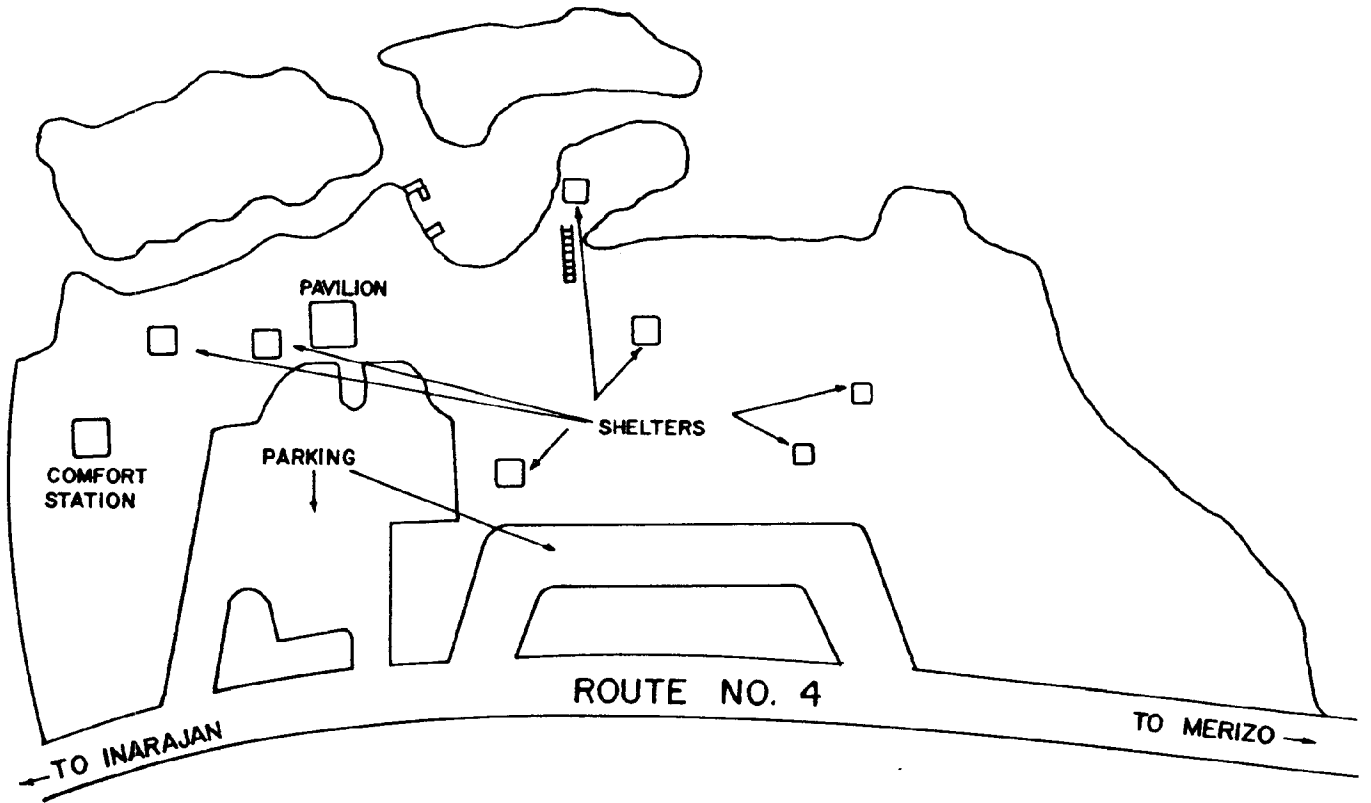 PAVILION
SHELTERS
PARKING
COMFORT
STATION
ROUTE NO. 4
TO MERIZO
TO INARAJAN